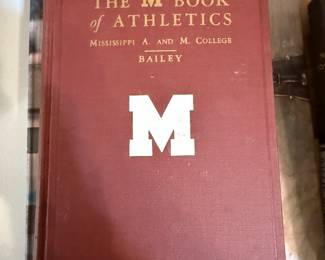 THE "M" BOOK
of ATHLETICS
MISSISSIPPI A. AND M. COLLEGE
BAILEY
M